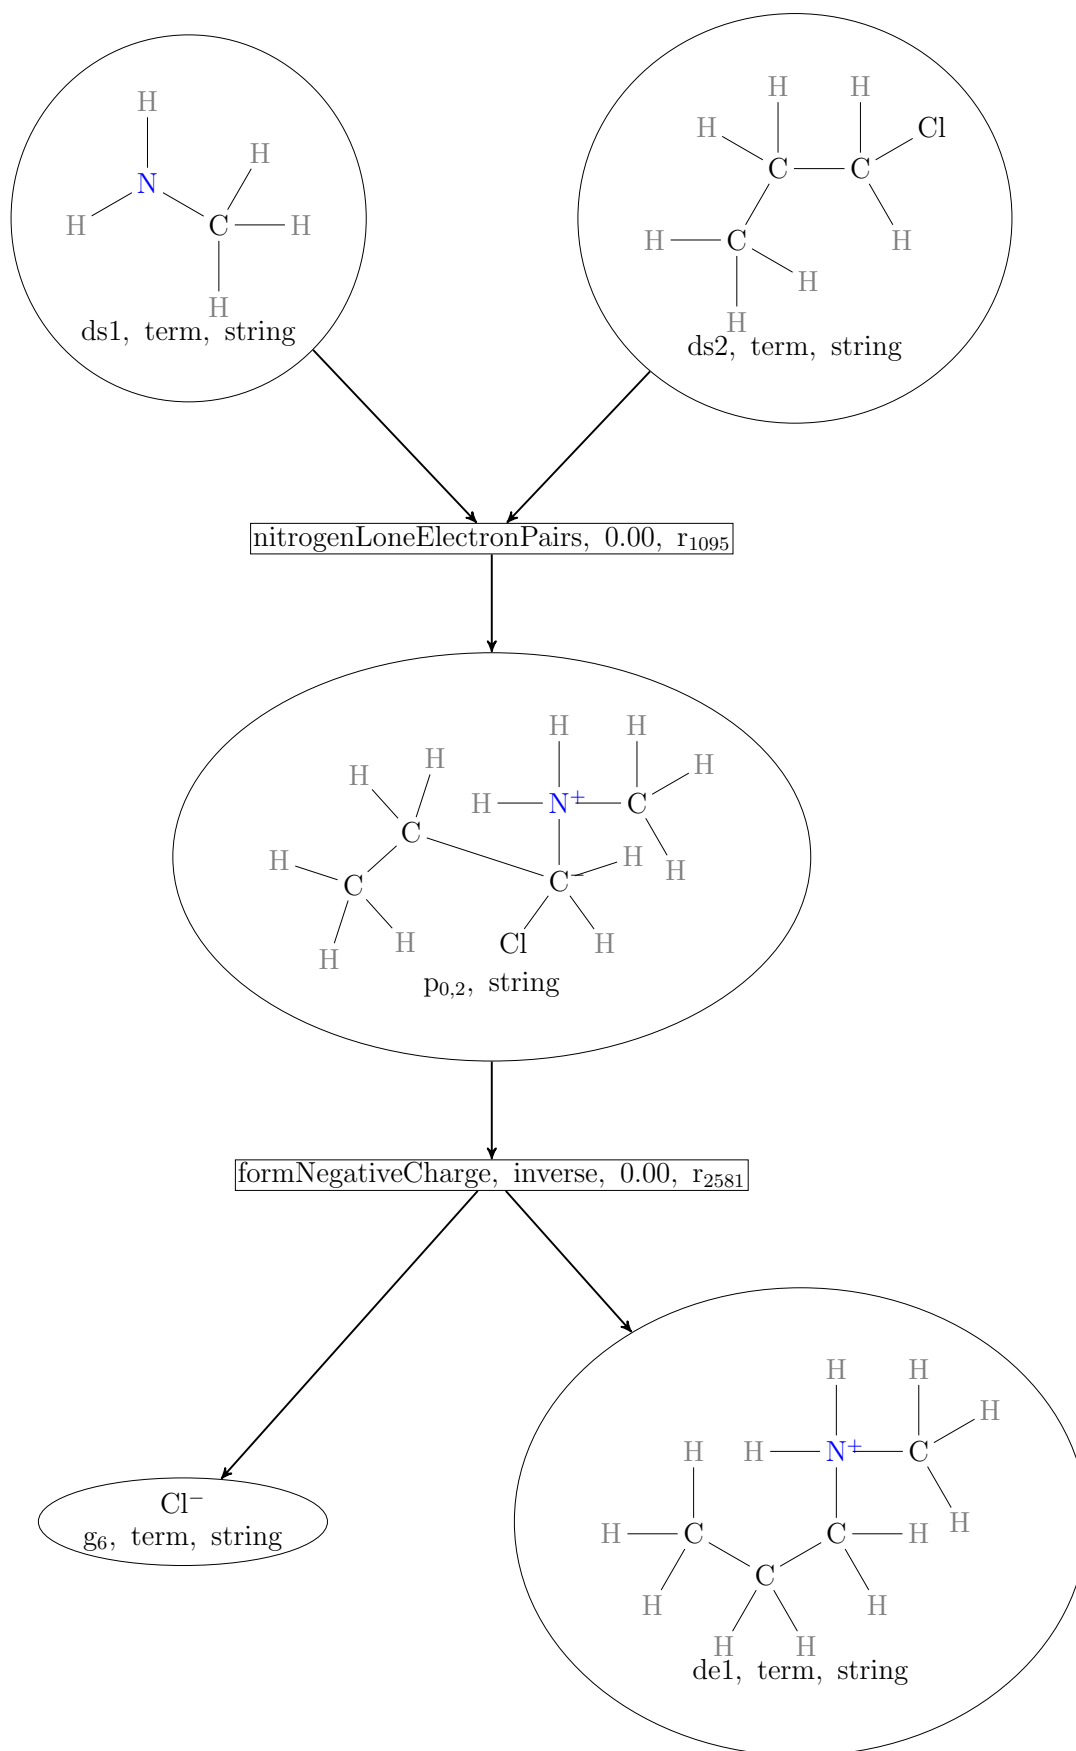 H
H
N
H
C
H
H
ds1, term, string
H
H
H
Cl
C
C
H
C
H
H
H
ds2, term, string
nitrogenLoneElectronPairs, 0.00, r₁₀₉₅
H
H
H
H
H
H
N⁺
C
C
H
H
H
C
C⁻
H
H
Cl
H
p₀,₂, string
formNegativeCharge, inverse, 0.00, r₂₅₈₁
Cl⁻
g₆, term, string
H
H
H
H
H
N⁺
C
H
H
C
C
H
C
H
H
H
H
de1, term, string